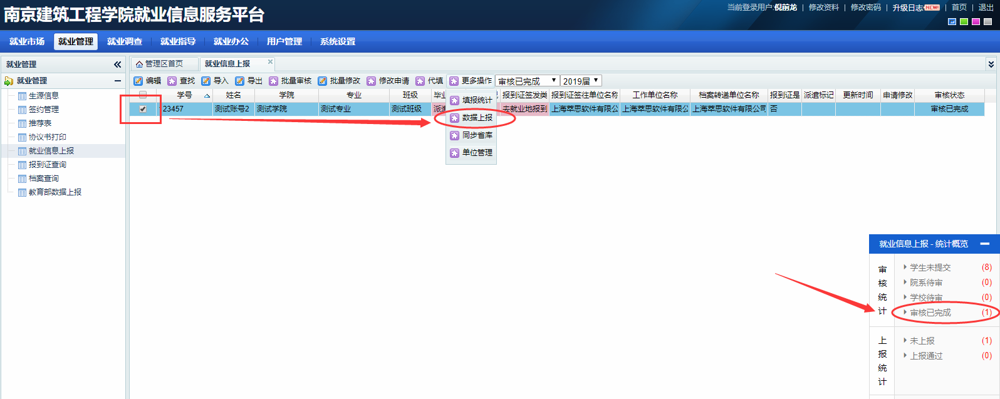 南京建筑工程学院就业信息服务平台
当前登录用户:倪前龙 | 修改资料 | 修改密码 | 升级日志 NEW! | 首页 | 退出
就业市场 就业管理 就业调查 就业指导 就业办公 用户管理 系统设置
就业管理
就业管理
生源信息
签约管理
推荐表
协议书打印
就业信息上报
报到证查询
档案查询
教育部数据上报
管理区首页 就业信息上报
编辑 查找 导入 导出 批量审核 批量修改 修改申请 代填 更多操作 审核已完成 2019届
学号 姓名 学院 专业 班级 毕业 报到证签发类 报到证签往单位名称 工作单位名称 档案转递单位名称 报到证是 派遣标记 更新时间 申请修改 审核状态
123457 测试账号2 测试学院 测试专业 测试班级 去就业地报到 上海萃思软件有限公 上海萃思软件有限公 上海萃思软件有限公司 否 审核已完成
填报统计
数据上报
同步省库
单位管理
就业信息上报 - 统计概览
审核统计
学生未提交 (8)
院系待审 (0)
学校待审 (0)
审核已完成 (1)
上报统计
未上报 (1)
上报通过 (0)